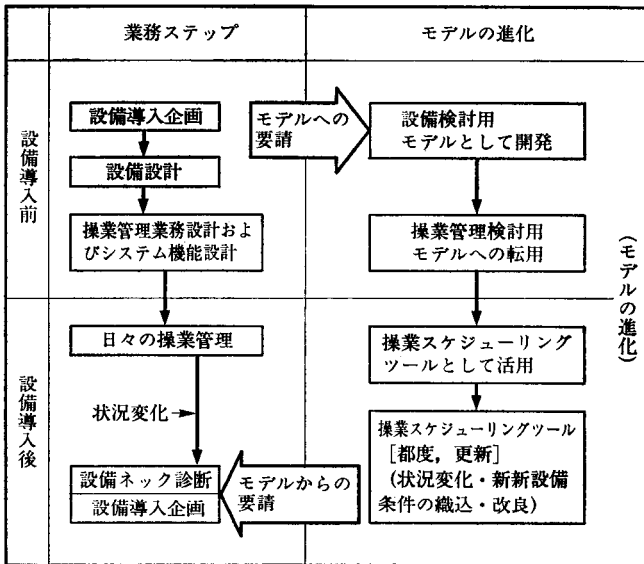 業務ステップ
モデルの進化
設備導入前
設備導入企画
設備設計
操業管理業務設計およ
びシステム機能設計
モデルへの
要請
設備検討用
モデルとして開発
操業管理検討用
モデルへの転用
(モデルの進化)
設備導入後
日々の操業管理
状況変化
設備ネック診断
設備導入企画
モデルからの
要請
操業スケジューリング
ツールとして活用
操業スケジューリングツール
[都度,更新]
(状況変化・新新設備
条件の織込・改良)